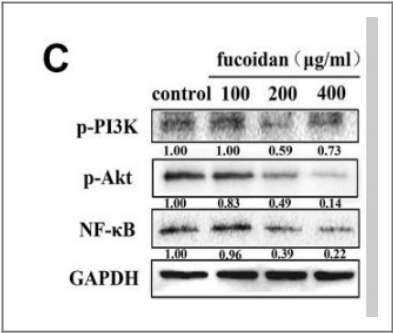 C
fucoidan (μg/ml)
control 100 200 400
p-PI3K
1.00 1.00 0.59 0.73
p-Akt
1.00 0.83 0.49 0.14
NF-κB
1.00 0.96 0.39 0.22
GAPDH